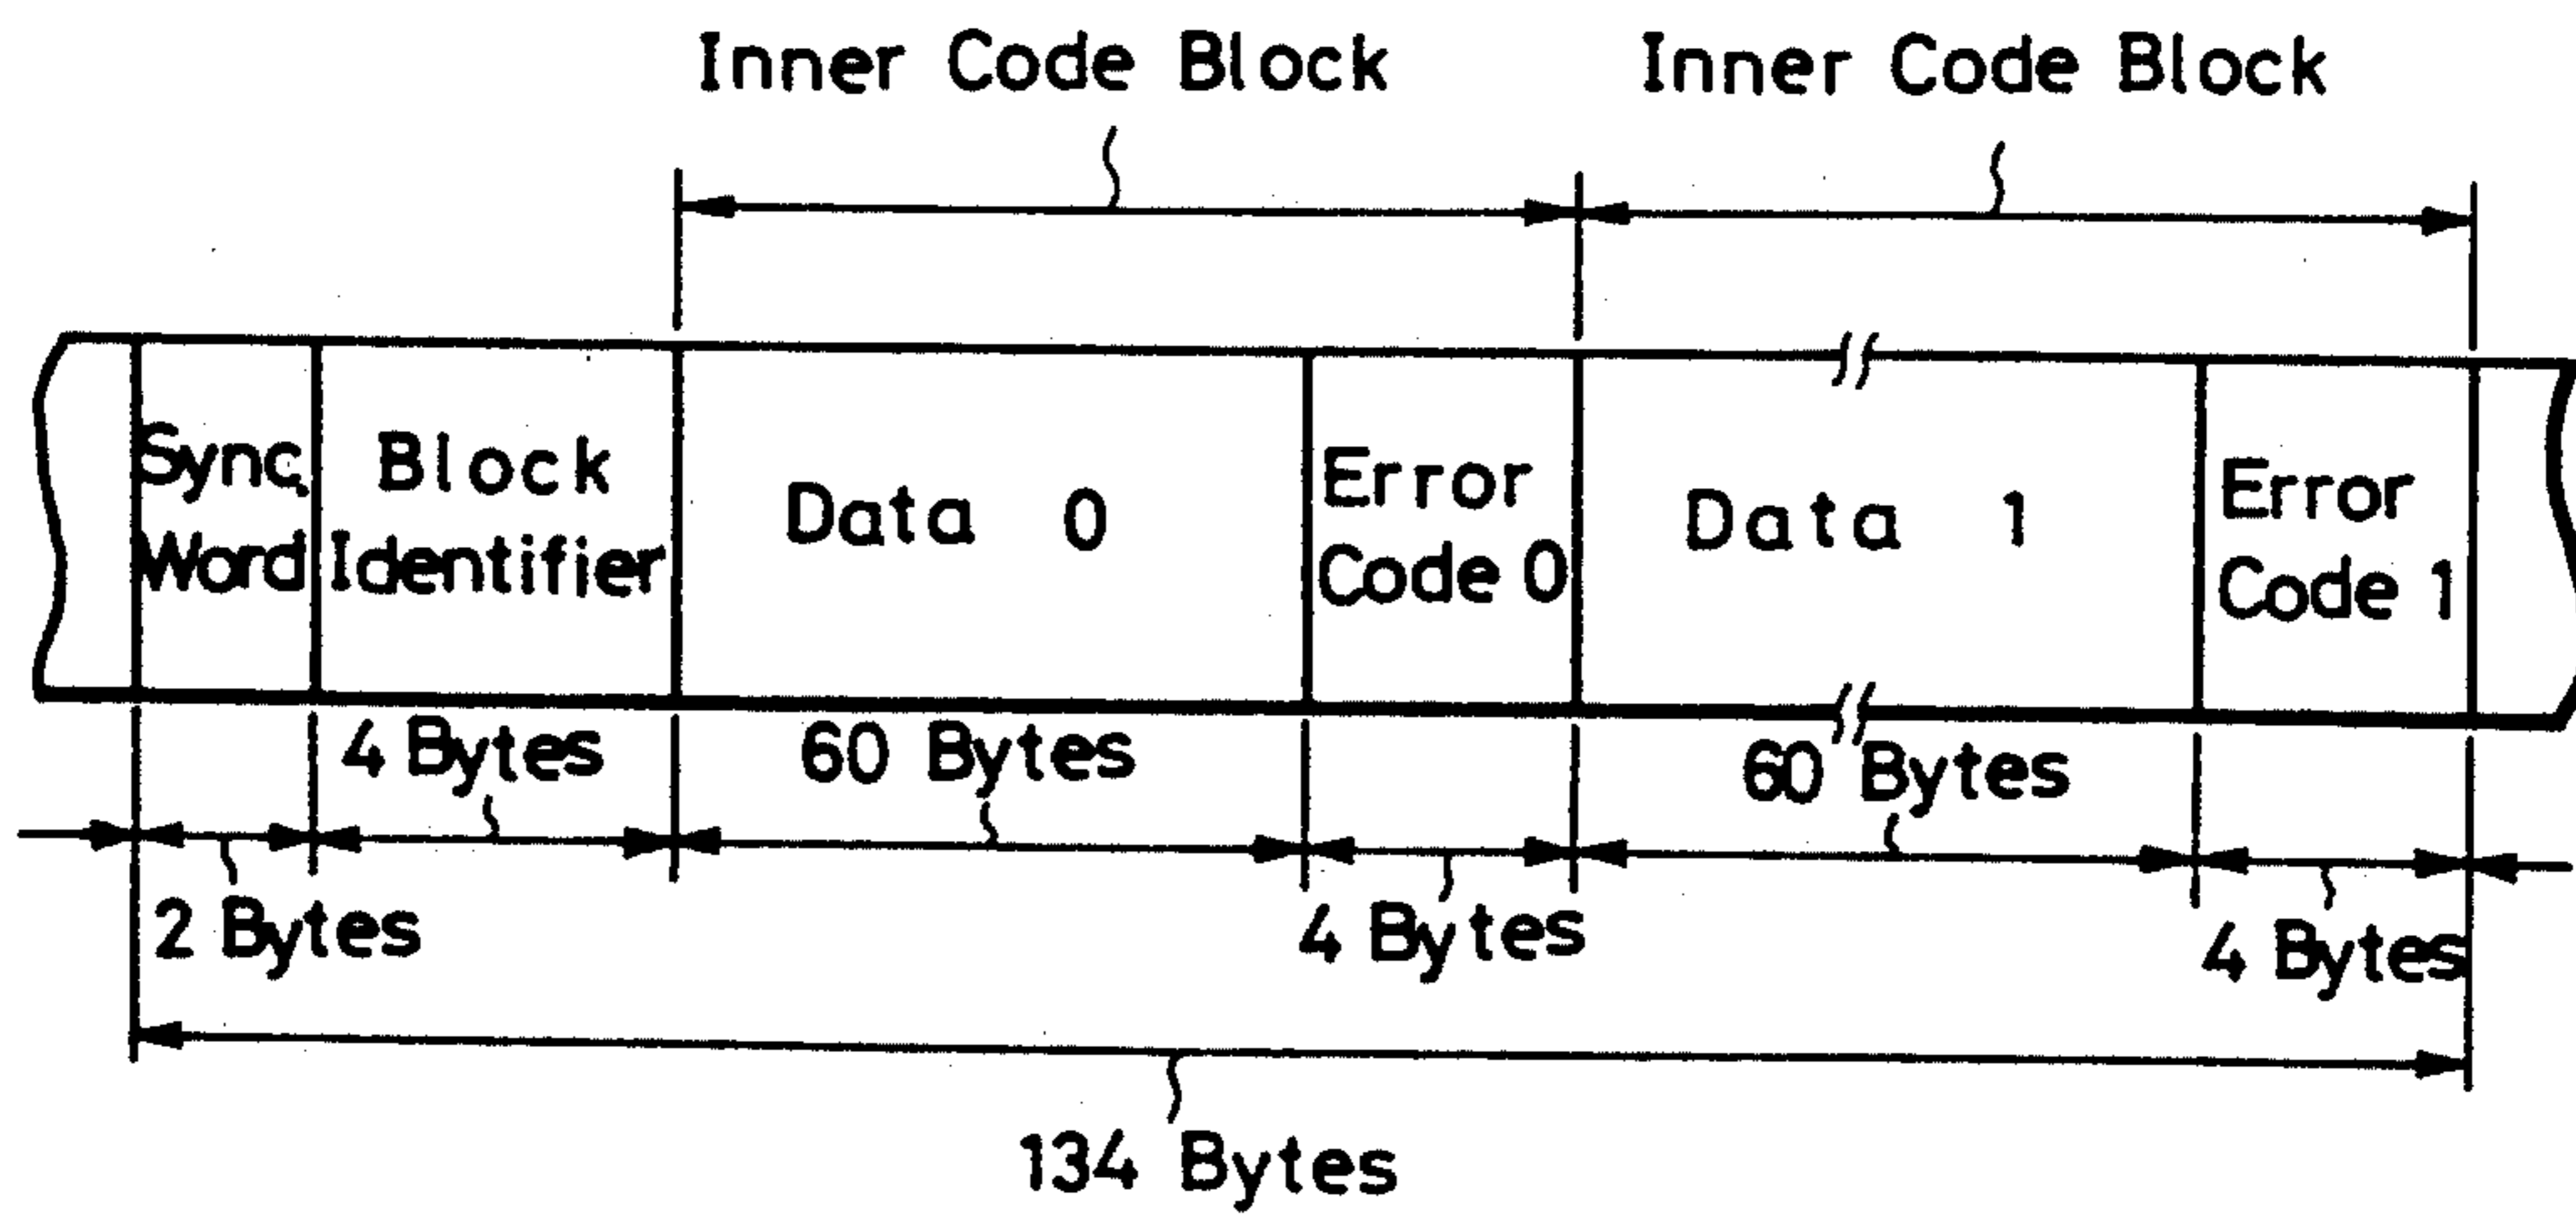 Inner Code Block
Inner Code Block
Sync.
Word
Block
Identifier
Data 0
Error
Code 0
Data 1
Error
Code 1
4 Bytes
60 Bytes
60 Bytes
2 Bytes
4 Bytes
4 Bytes
134 Bytes